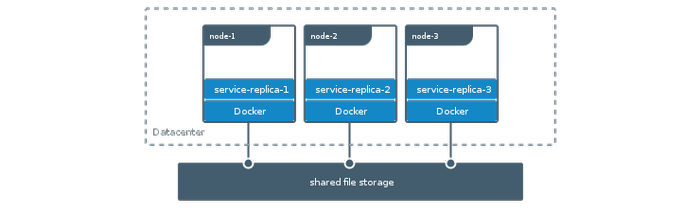 node-1
node-2
node-3
service-replica-1
service-replica-2
service-replica-3
Docker
Docker
Docker
Datacenter
shared file storage